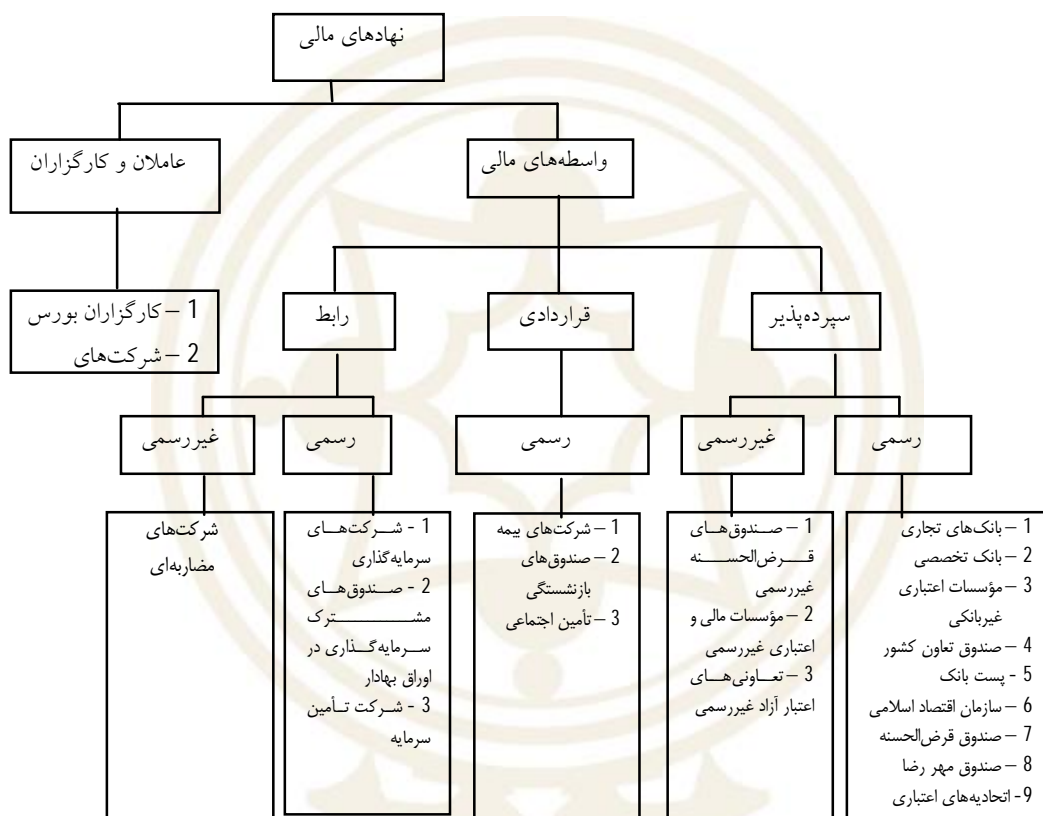 نهادهای مالی
واسطه‌های مالی
عاملان و کارگزاران
1 – کارگزاران بورس
2 – شرکت‌های
سپرده‌پذیر
قراردادی
رابط
رسمی
غیررسمی
رسمی
رسمی
غیررسمی
1 – بانک‌های تجاری
2 – بانک تخصصی
3 – مؤسسات اعتباری
غیربانکی
4 – صندوق تعاون کشور
5 - پست بانک
6 – سازمان اقتصاد اسلامی
7 – صندوق قرض‌الحسنه
8 – صندوق مهر رضا
9- اتحادیه‌های اعتباری
1 – صندوق‌های
قرض‌الحسنه
غیررسمی
2 – مؤسسات مالی و
اعتباری غیررسمی
3 – تعاونی‌های
اعتبار آزاد غیررسمی
1 – شرکت‌های بیمه
2 – صندوق‌های
بازنشستگی
3 – تأمین اجتماعی
1 - شرکت‌های
سرمایه‌گذاری
2 - صندوق‌های
مشترک
سرمایه‌گذاری در
اوراق بهادار
3 - شرکت تأمین
سرمایه
شرکت‌های
مضاربه‌ای